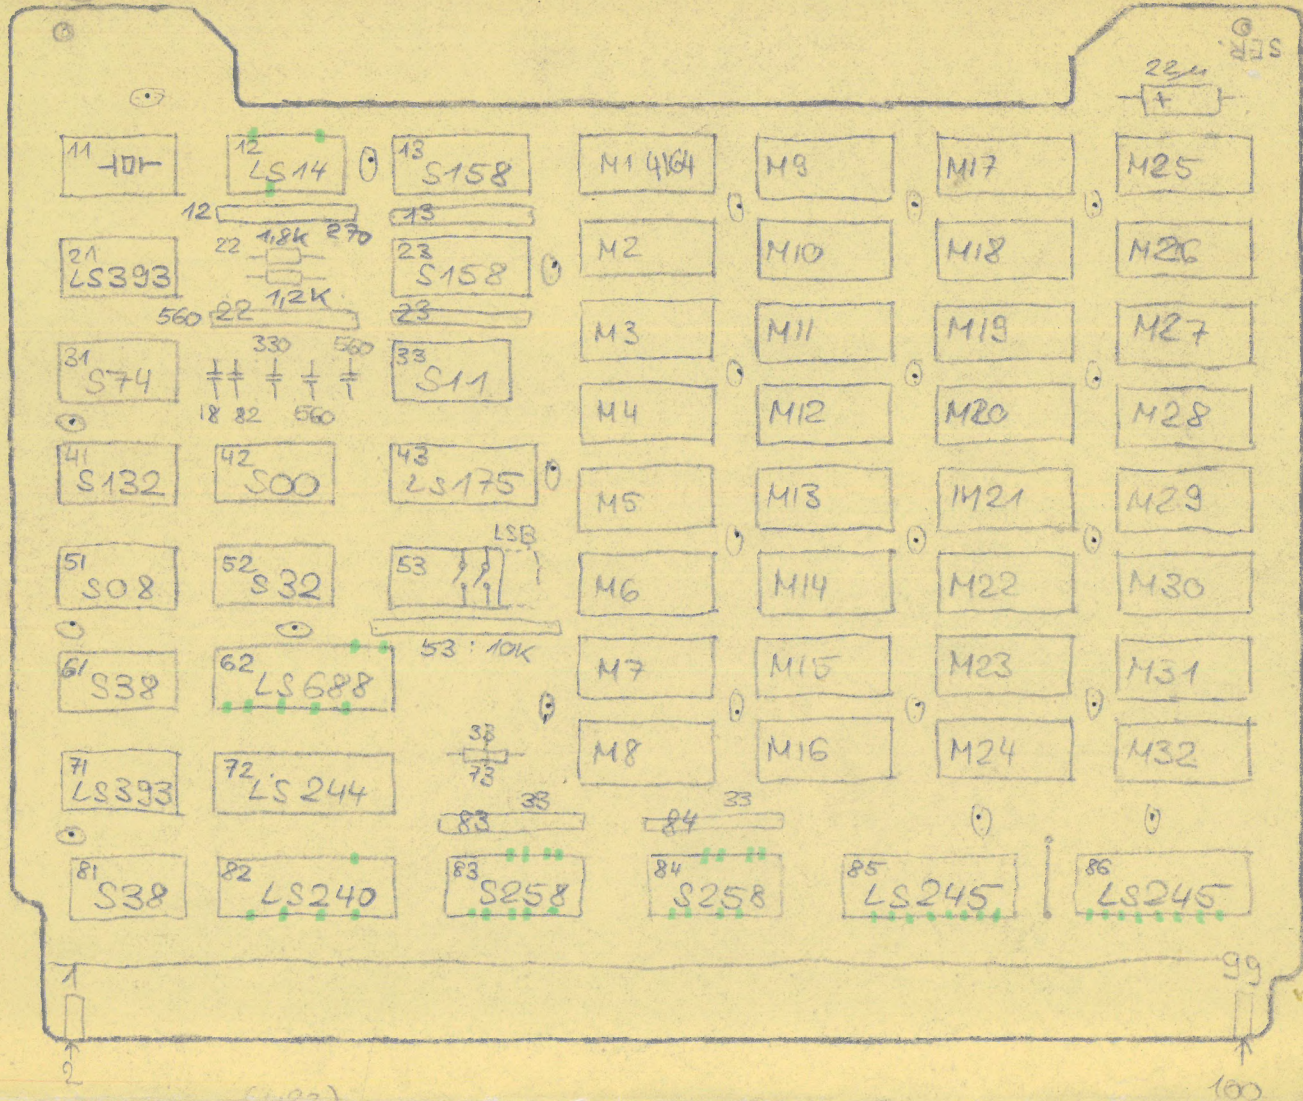 SER.
22µ
+
11
12 LS14
13 S158
M1 4164
M9
M17
M25
12
270
13
22
1,8K
1,2K
21 LS393
23 S158
M2
M10
M18
M26
560
22
23
31 S74
330
560
18
82
560
33 S11
M3
M11
M19
M27
M4
M12
M20
M28
41 S132
42 S00
43 LS175
M5
M13
M21
M29
LSB
51 S08
52 S32
53
M6
M14
M22
M30
53 : 10K
61 S38
62 LS688
M7
M15
M23
M31
33
73
M8
M16
M24
M32
71 LS393
72 LS244
33
83
33
84
81 S38
82 LS240
83 S258
84 S258
85 LS245
86 LS245
1
99
2
100